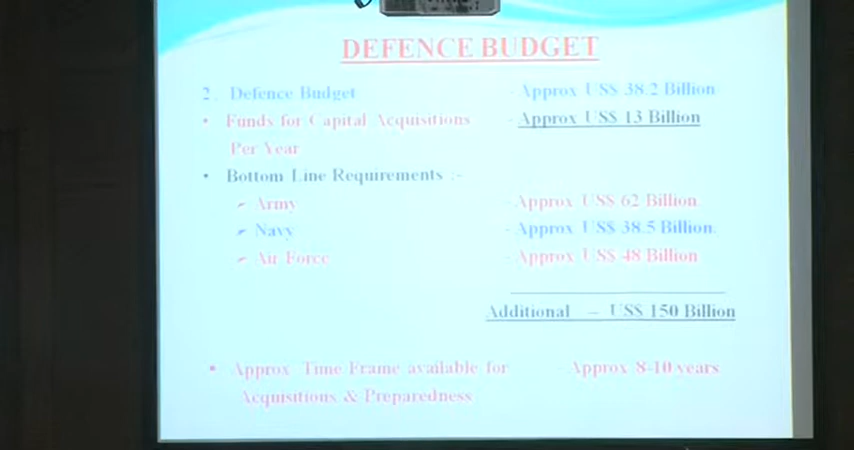 DEFENCE BUDGET
2. Defence Budget - Approx US$ 38.2 Billion
• Funds for Capital Acquisitions - Approx US$ 13 Billion
Per Year
• Bottom Line Requirements :-
Army - Approx US$ 62 Billion
Navy - Approx US$ 38.5 Billion
Air Force - Approx US$ 48 Billion
Additional – US$ 150 Billion
• Approx Time Frame available for - Approx 8-10 years
Acquisitions & Preparedness